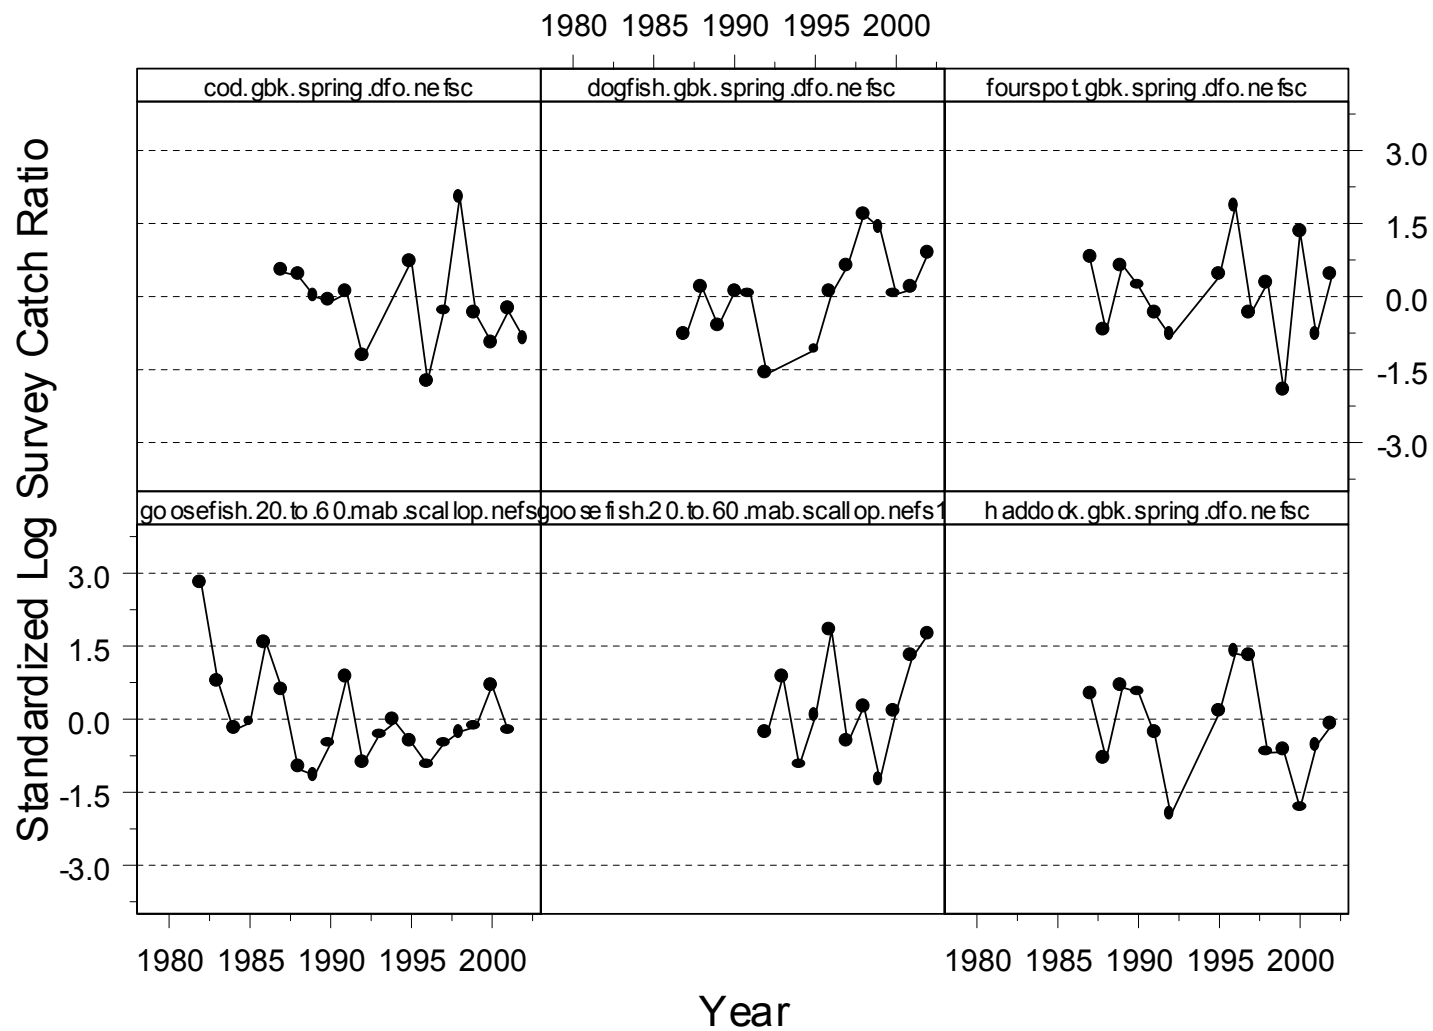 1980 1985 1990 1995 2000
cod.gbk.spring.dfo.nefsc dogfish.gbk.spring.dfo.nefsc fourspot.gbk.spring.dfo.nefsc
3.0
1.5
0.0
-1.5
-3.0
goosefish.20.to.60.mab.scallop.nefsc goosefish.20.to.60.mab.scallop.nefs1 haddock.gbk.spring.dfo.nefsc
3.0
1.5
0.0
-1.5
-3.0
1980 1985 1990 1995 2000 1980 1985 1990 1995 2000
Standardized Log Survey Catch Ratio
Year